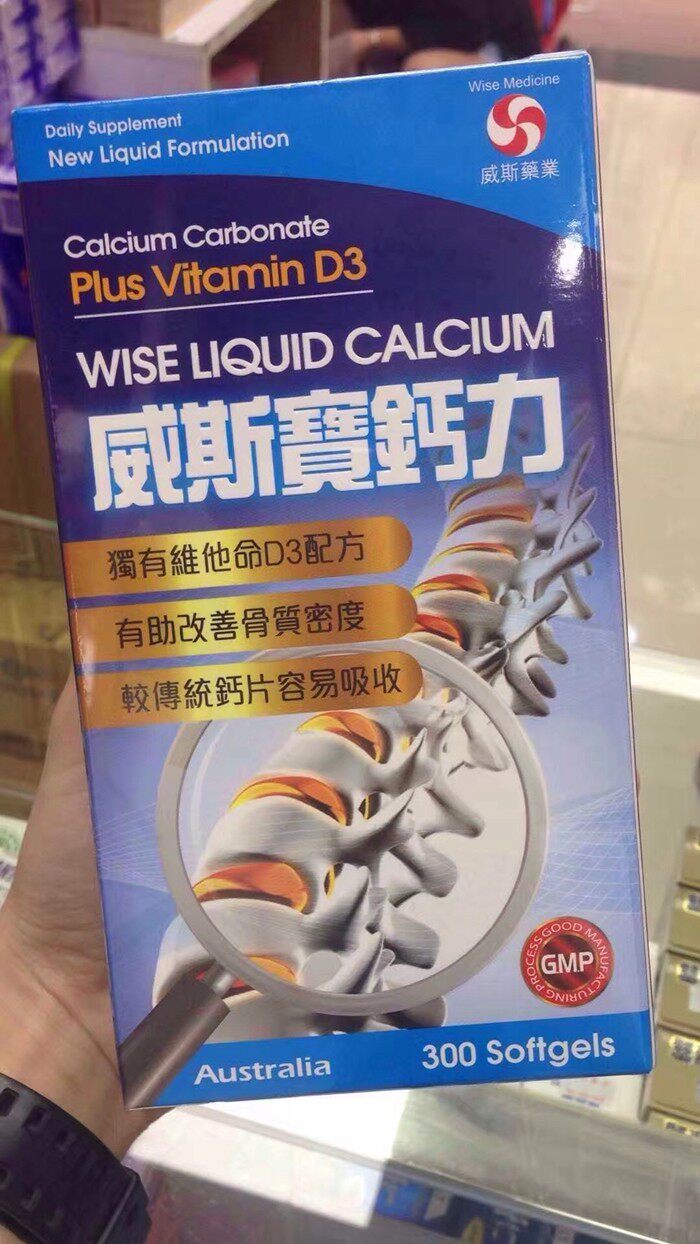 Wise Medicine
威斯藥業
Daily Supplement
New Liquid Formulation
Calcium Carbonate
Plus Vitamin D3
WISE LIQUID CALCIUM
威斯寶鈣力
獨有維他命D3配方
有助改善骨質密度
較傳統鈣片容易吸收
GOOD MANUFACTURING PROCESS
GMP
Australia
300 Softgels